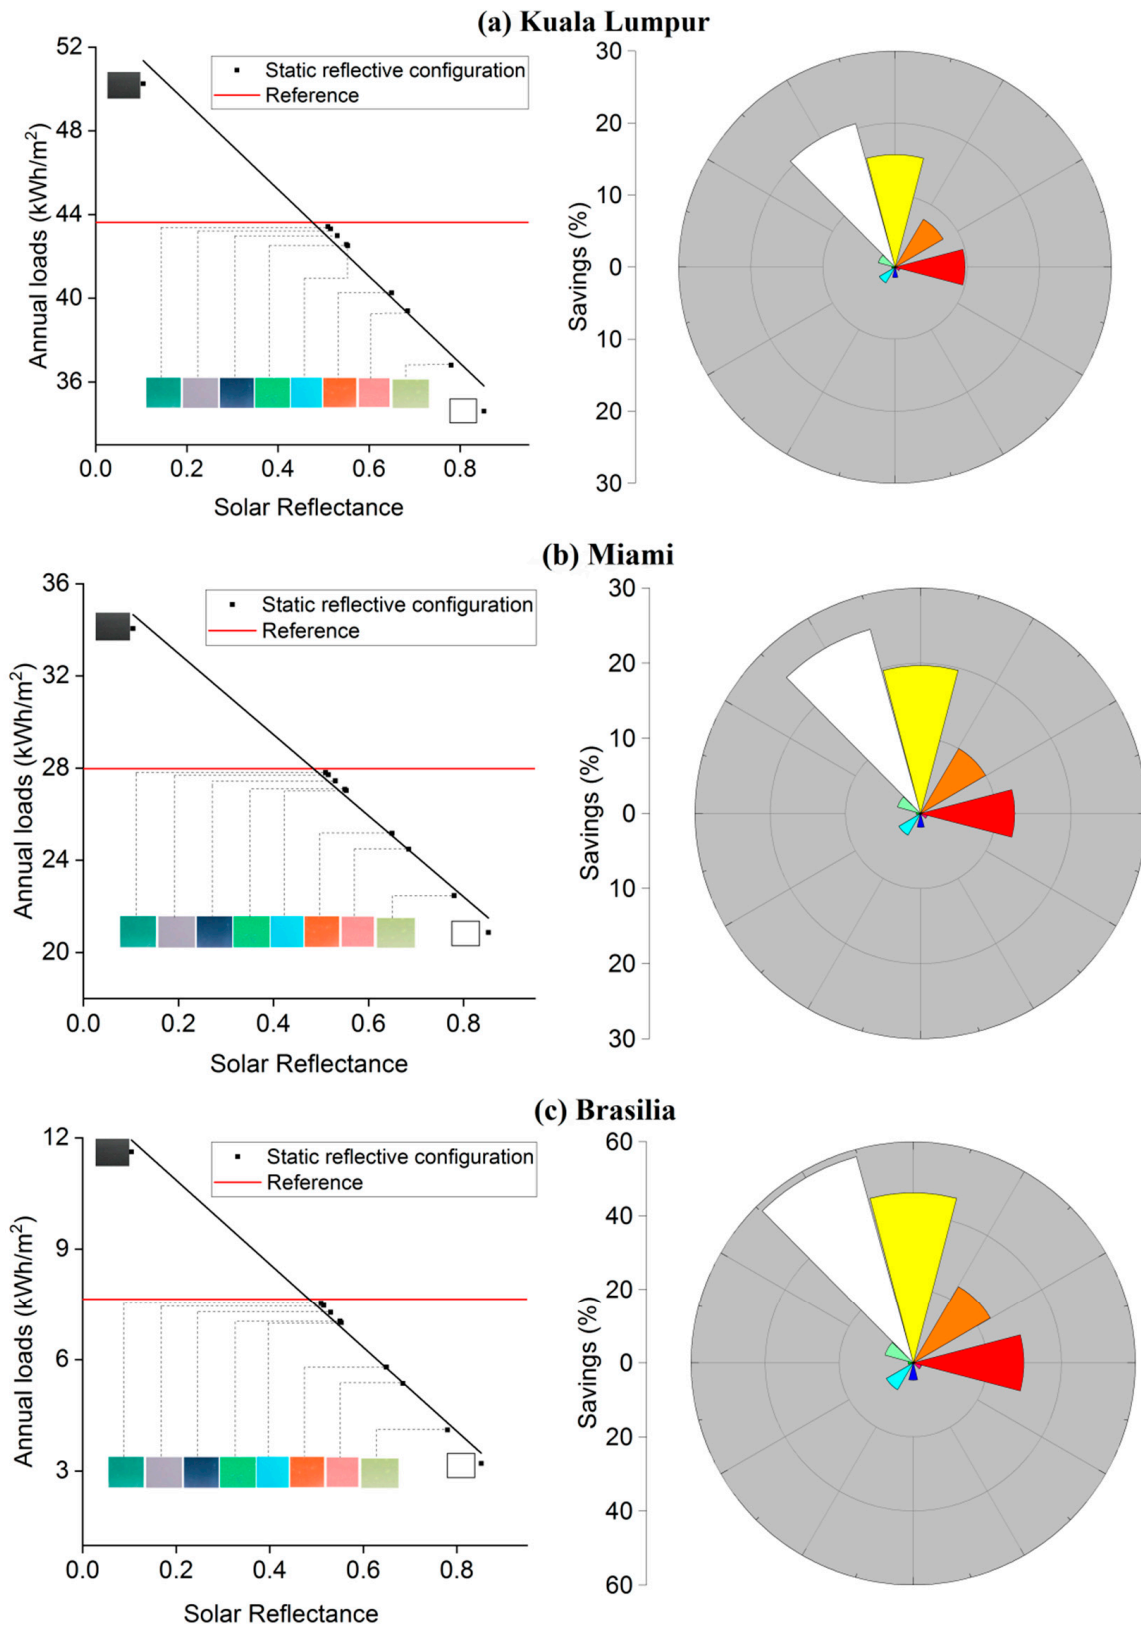 (a) Kuala Lumpur
52
48
44
40
36
Annual loads (kWh/m²)
Static reflective configuration
Reference
0.0 0.2 0.4 0.6 0.8
Solar Reflectance
30
20
10
0
10
20
30
Savings (%)
(b) Miami
36
32
28
24
20
Annual loads (kWh/m²)
Static reflective configuration
Reference
0.0 0.2 0.4 0.6 0.8
Solar Reflectance
30
20
10
0
10
20
30
Savings (%)
(c) Brasilia
12
9
6
3
Annual loads (kWh/m²)
Static reflective configuration
Reference
0.0 0.2 0.4 0.6 0.8
Solar Reflectance
60
40
20
0
20
40
60
Savings (%)